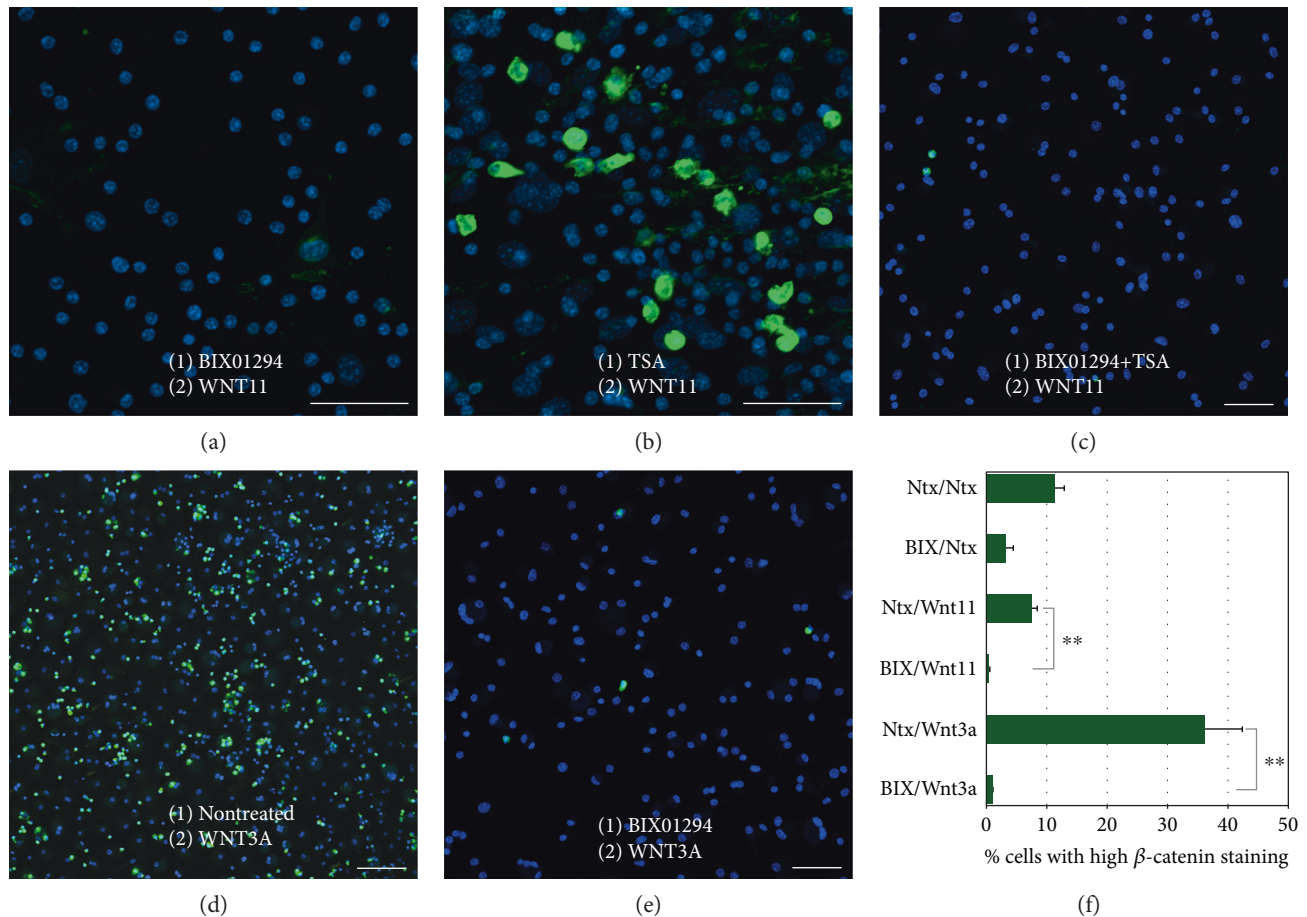 (1) BIX01294
(2) WNT11
(a)
(1) TSA
(2) WNT11
(b)
(1) BIX01294+TSA
(2) WNT11
(c)
(1) Nontreated
(2) WNT3A
(d)
(1) BIX01294
(2) WNT3A
(e)
Ntx/Ntx
BIX/Ntx
Ntx/Wnt11
**
BIX/Wnt11
Ntx/Wnt3a
**
BIX/Wnt3a
0 10 20 30 40 50
% cells with high β-catenin staining
(f)